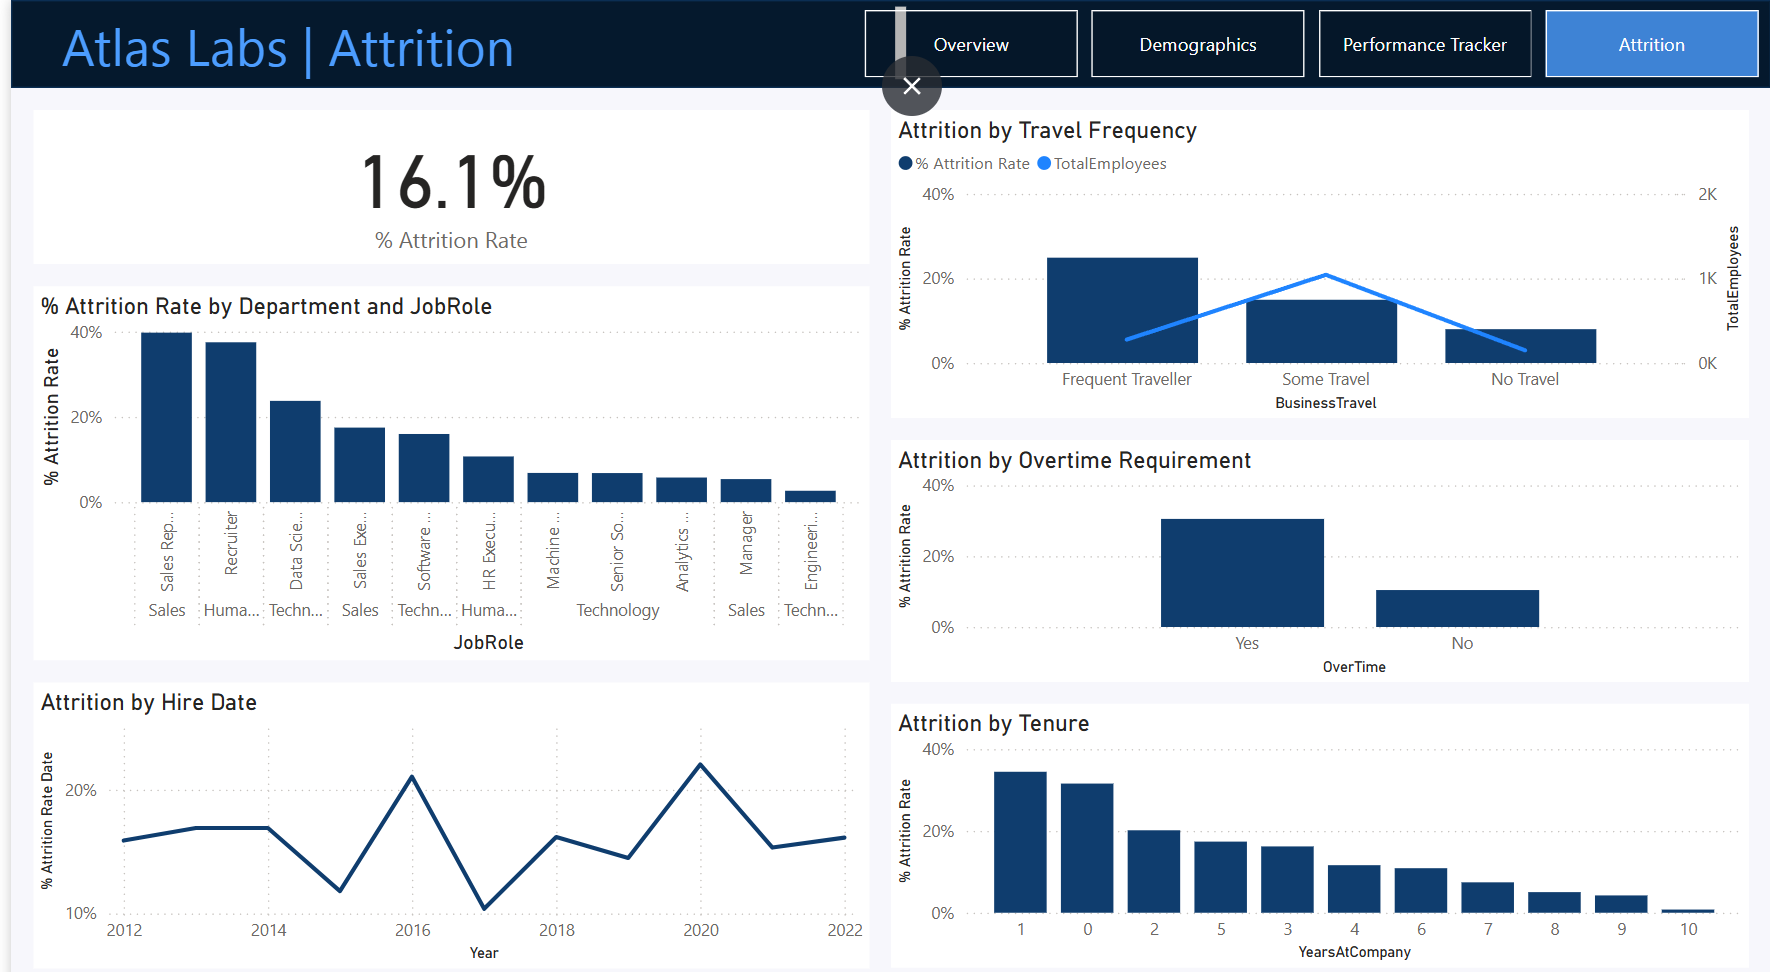 Atlas Labs | Attrition
Overview
Demographics
Performance Tracker
Attrition
16.1%
% Attrition Rate
% Attrition Rate by Department and JobRole
% Attrition Rate
40%
20%
0%
Sales Rep...
Recruiter
Data Scie...
Sales Exe...
Software ...
HR Execu...
Machine ...
Senior So...
Analytics ...
Manager
Engineeri...
Sales
Huma...
Techn...
Sales
Techn...
Huma...
Technology
Sales
Techn...
JobRole
Attrition by Hire Date
% Attrition Rate Date
20%
10%
2012
2014
2016
2018
2020
2022
Year
Attrition by Travel Frequency
% Attrition Rate
TotalEmployees
% Attrition Rate
40%
20%
0%
2K
1K
0K
TotalEmployees
Frequent Traveller
Some Travel
No Travel
BusinessTravel
Attrition by Overtime Requirement
% Attrition Rate
40%
20%
0%
Yes
No
OverTime
Attrition by Tenure
% Attrition Rate
40%
20%
0%
1
0
2
5
3
4
6
7
8
9
10
YearsAtCompany